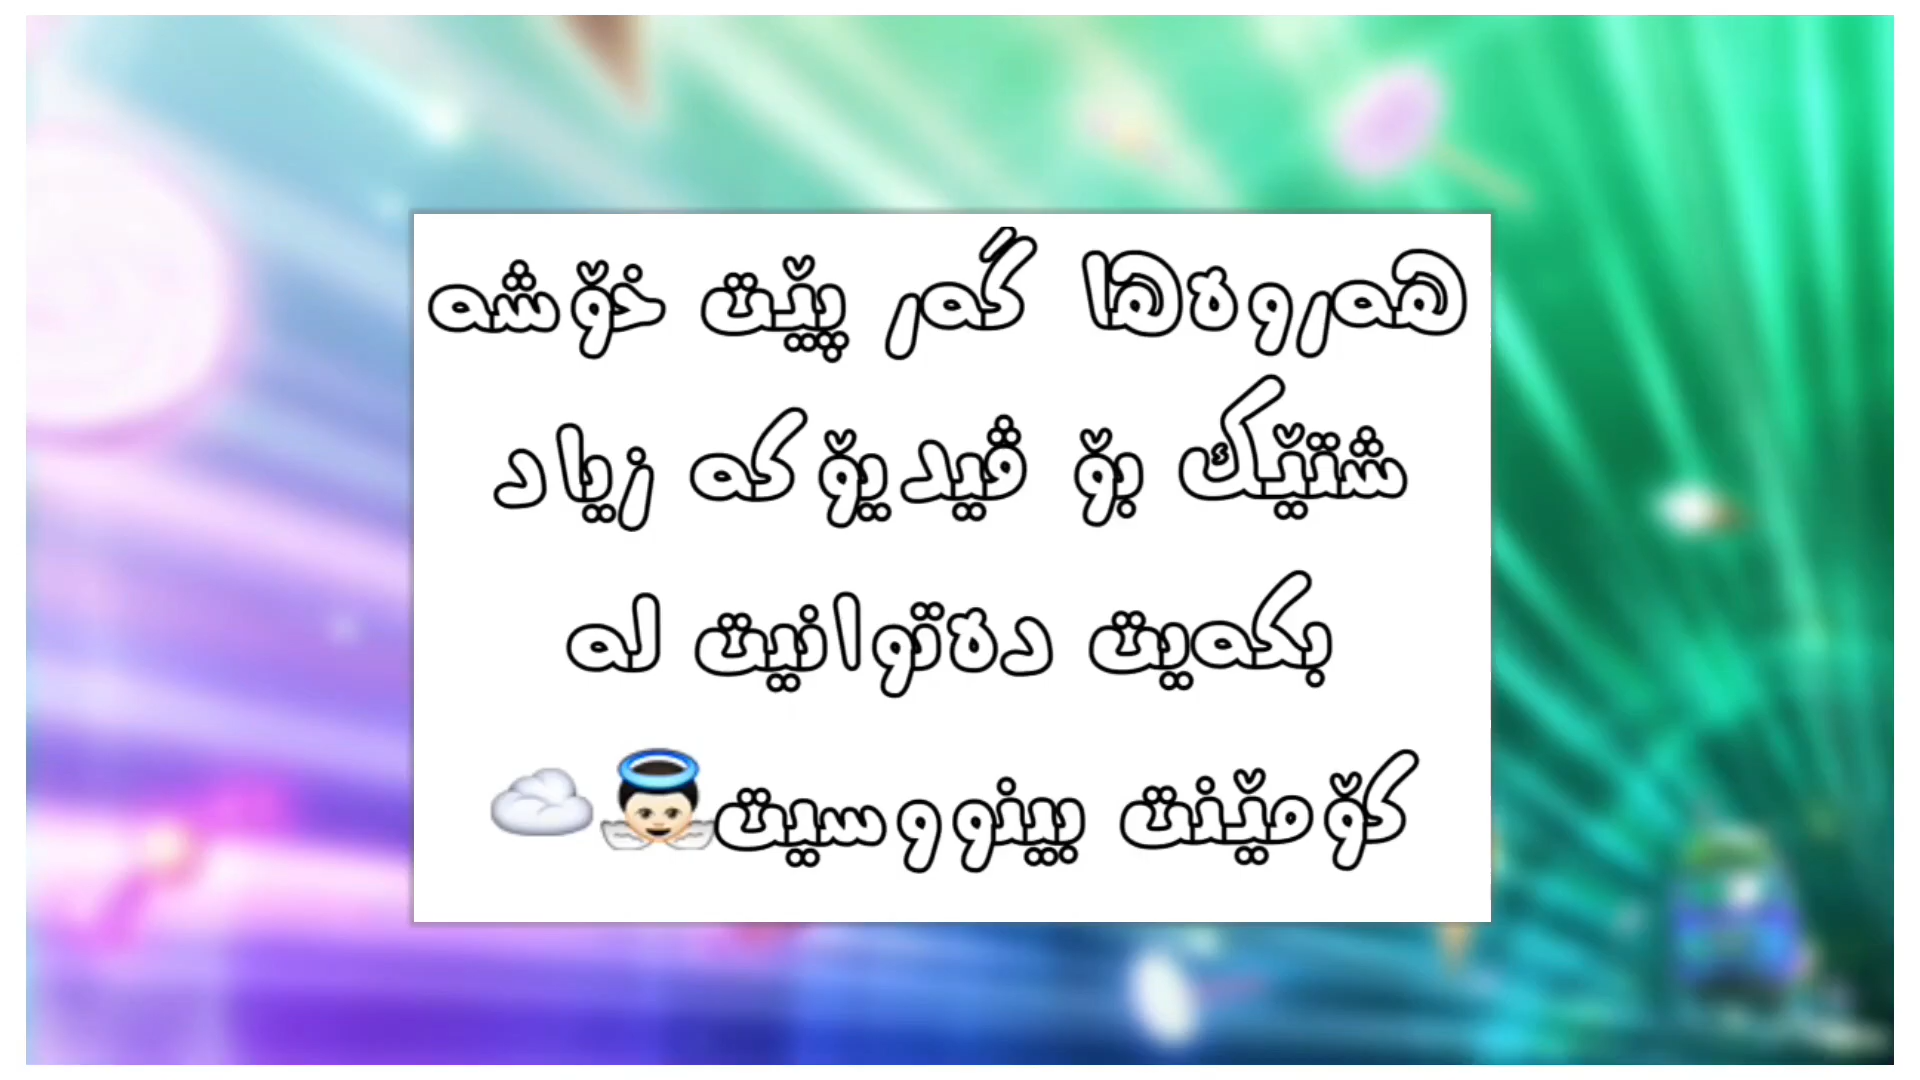 هەروەها گەر پێت خۆشە
شتێک بۆ ڤیدیۆکە زیاد
بکەیت دەتوانیت لە
کۆمێنت بینووسیت👼🏻☁️